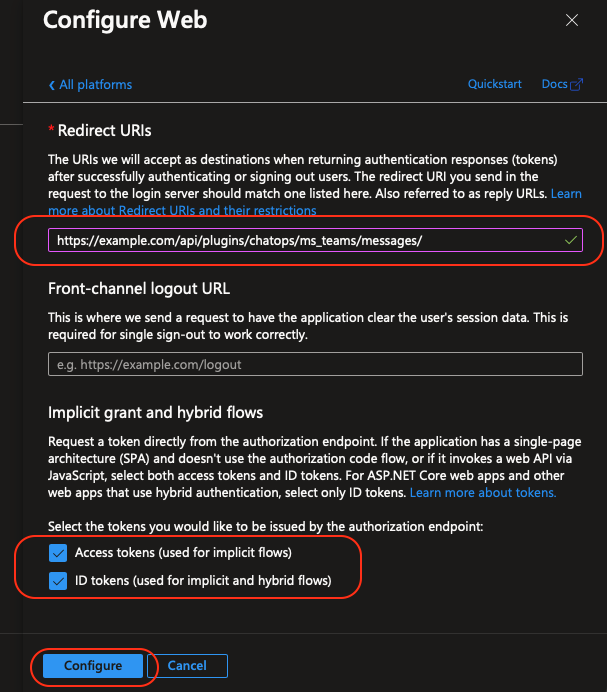 Configure Web
All platforms
Quickstart
Docs
* Redirect URIs
The URIs we will accept as destinations when returning authentication responses (tokens)
after successfully authenticating or signing out users. The redirect URI you send in the
request to the login server should match one listed here. Also referred to as reply URLs. Learn
more about Redirect URIs and their restrictions
https://example.com/api/plugins/chatops/ms_teams/messages/
Front-channel logout URL
This is where we send a request to have the application clear the user's session data. This is
required for single sign-out to work correctly.
e.g. https://example.com/logout
Implicit grant and hybrid flows
Request a token directly from the authorization endpoint. If the application has a single-page
architecture (SPA) and doesn't use the authorization code flow, or if it invokes a web API via
JavaScript, select both access tokens and ID tokens. For ASP.NET Core web apps and other
web apps that use hybrid authentication, select only ID tokens. Learn more about tokens.
Select the tokens you would like to be issued by the authorization endpoint:
Access tokens (used for implicit flows)
ID tokens (used for implicit and hybrid flows)
Configure
Cancel